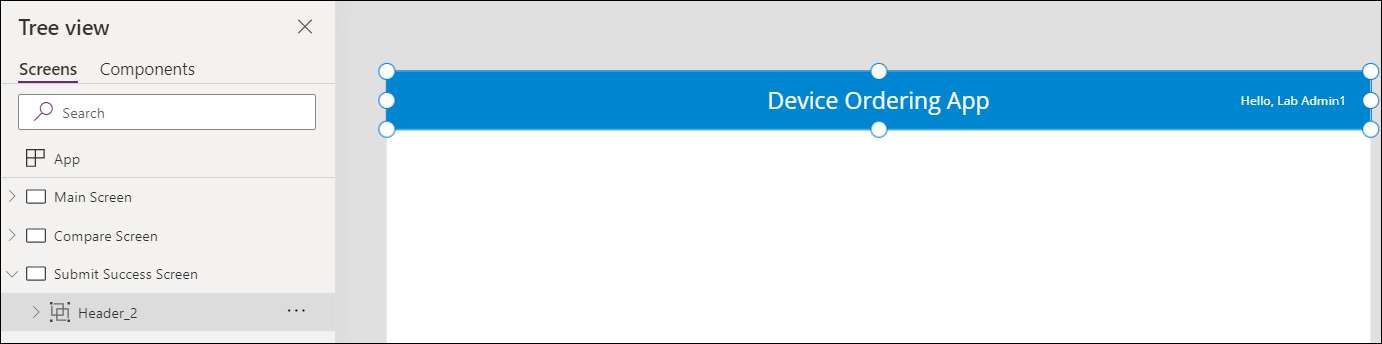 Tree view
Screens Components
Search
App
Main Screen
Compare Screen
Submit Success Screen
Header_2
Device Ordering App
Hello, Lab Admin1